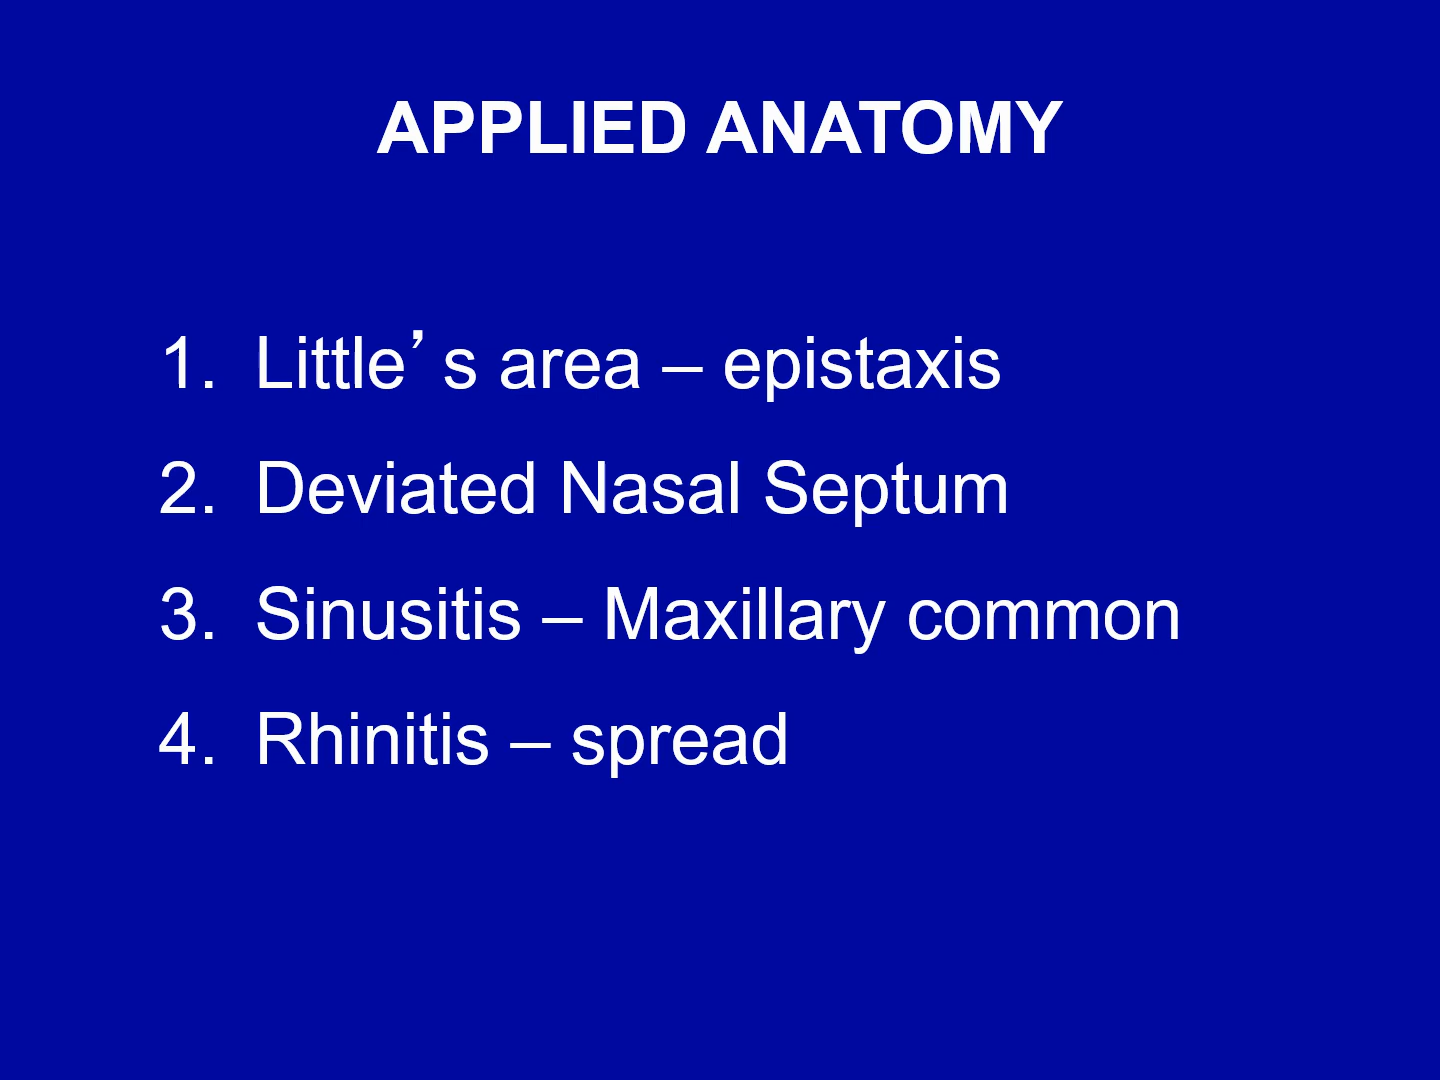 APPLIED ANATOMY
1. Little’s area – epistaxis
2. Deviated Nasal Septum
3. Sinusitis – Maxillary common
4. Rhinitis – spread